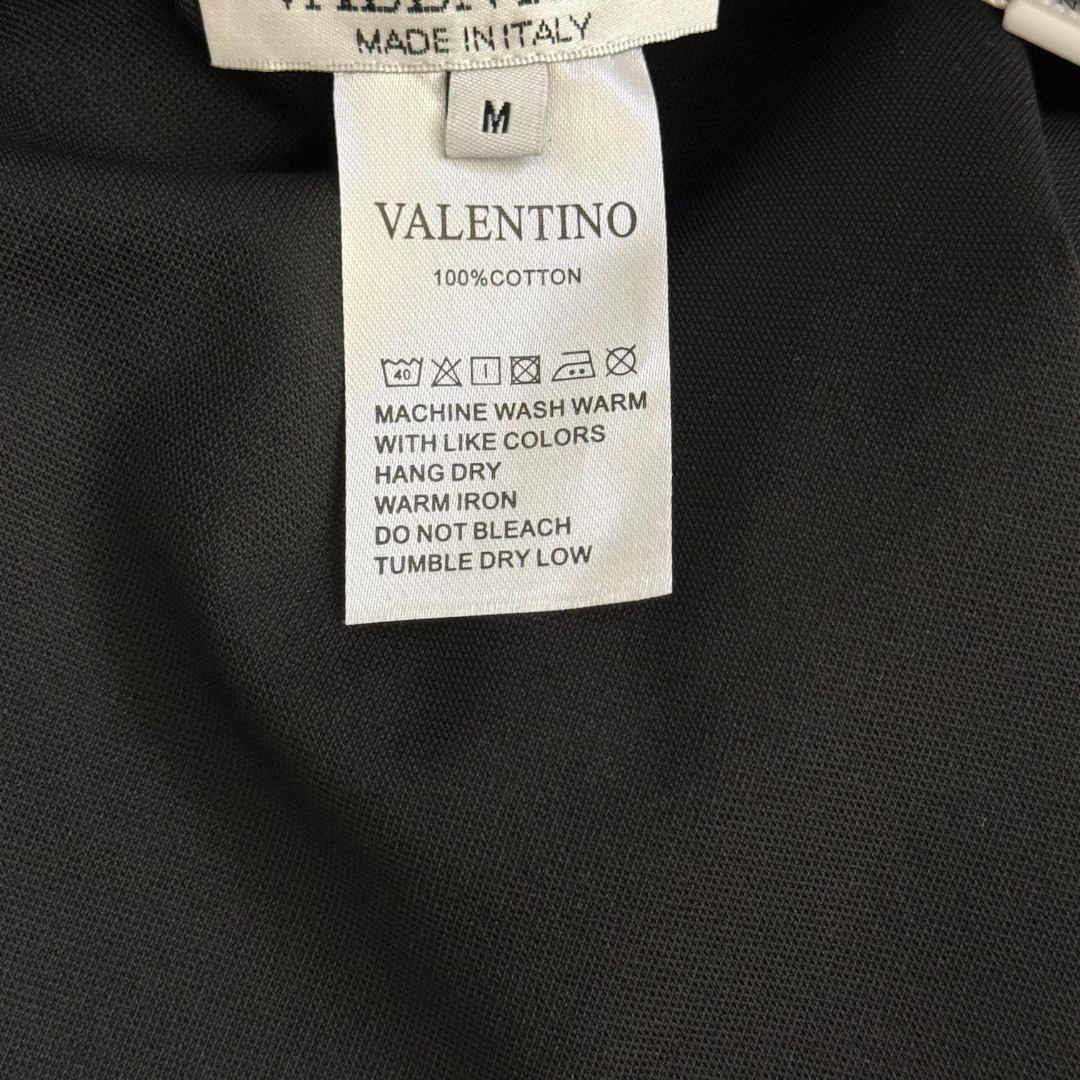 MADE IN ITALY
M
VALENTINO
100%COTTON
40
MACHINE WASH WARM
WITH LIKE COLORS
HANG DRY
WARM IRON
DO NOT BLEACH
TUMBLE DRY LOW